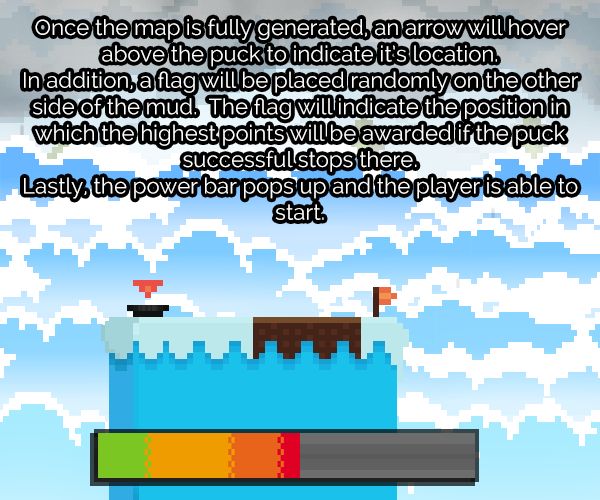 Once the map is fully generated, an arrow will hover
above the puck to indicate it's location.
In addition, a flag will be placed randomly on the other
side of the mud.  The flag will indicate the position in
which the highest points will be awarded if the puck
successful stops there.
Lastly, the power bar pops up and the player is able to
start.